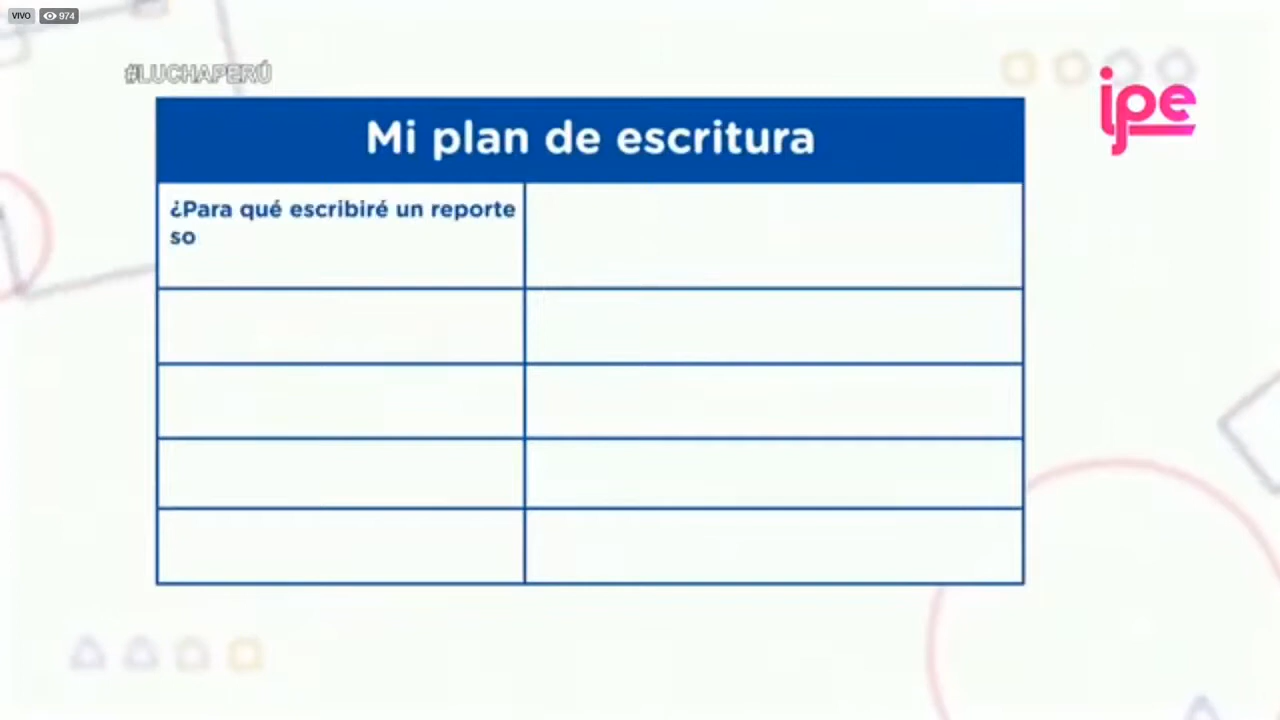 VIVO 974
#LUCHAPERÚ
ipe
Mi plan de escritura
¿Para qué escribiré un reporte
so